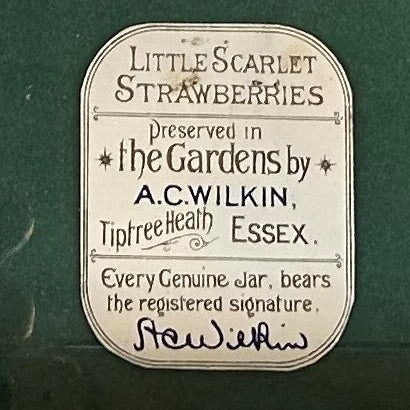 LITTLE SCARLET
STRAWBERRIES
Preserved in
the Gardens by
A.C.WILKIN,
Tiptree Heath ESSEX.
Every Genuine Jar, bears
the registered signature,
A C Wilkin